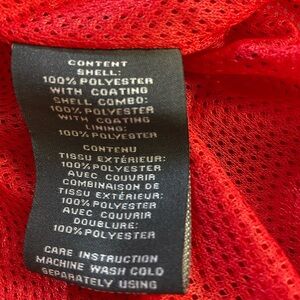 CONTENT
SHELL:
100% POLYESTER
WITH COATING
SHELL COMBO:
100% POLYESTER
WITH COATING
LINING:
100% POLYESTER
CONTENU
TISSU EXTÉRIEUR:
100% POLYESTER
AVEC COUVRIR
COMBINAISON DE
TISSU EXTÉRIEUR:
100% POLYESTER
AVEC COUVRIR
DOUBLURE:
100% POLYESTER
CARE INSTRUCTION
MACHINE WASH COLD
SEPARATELY USING